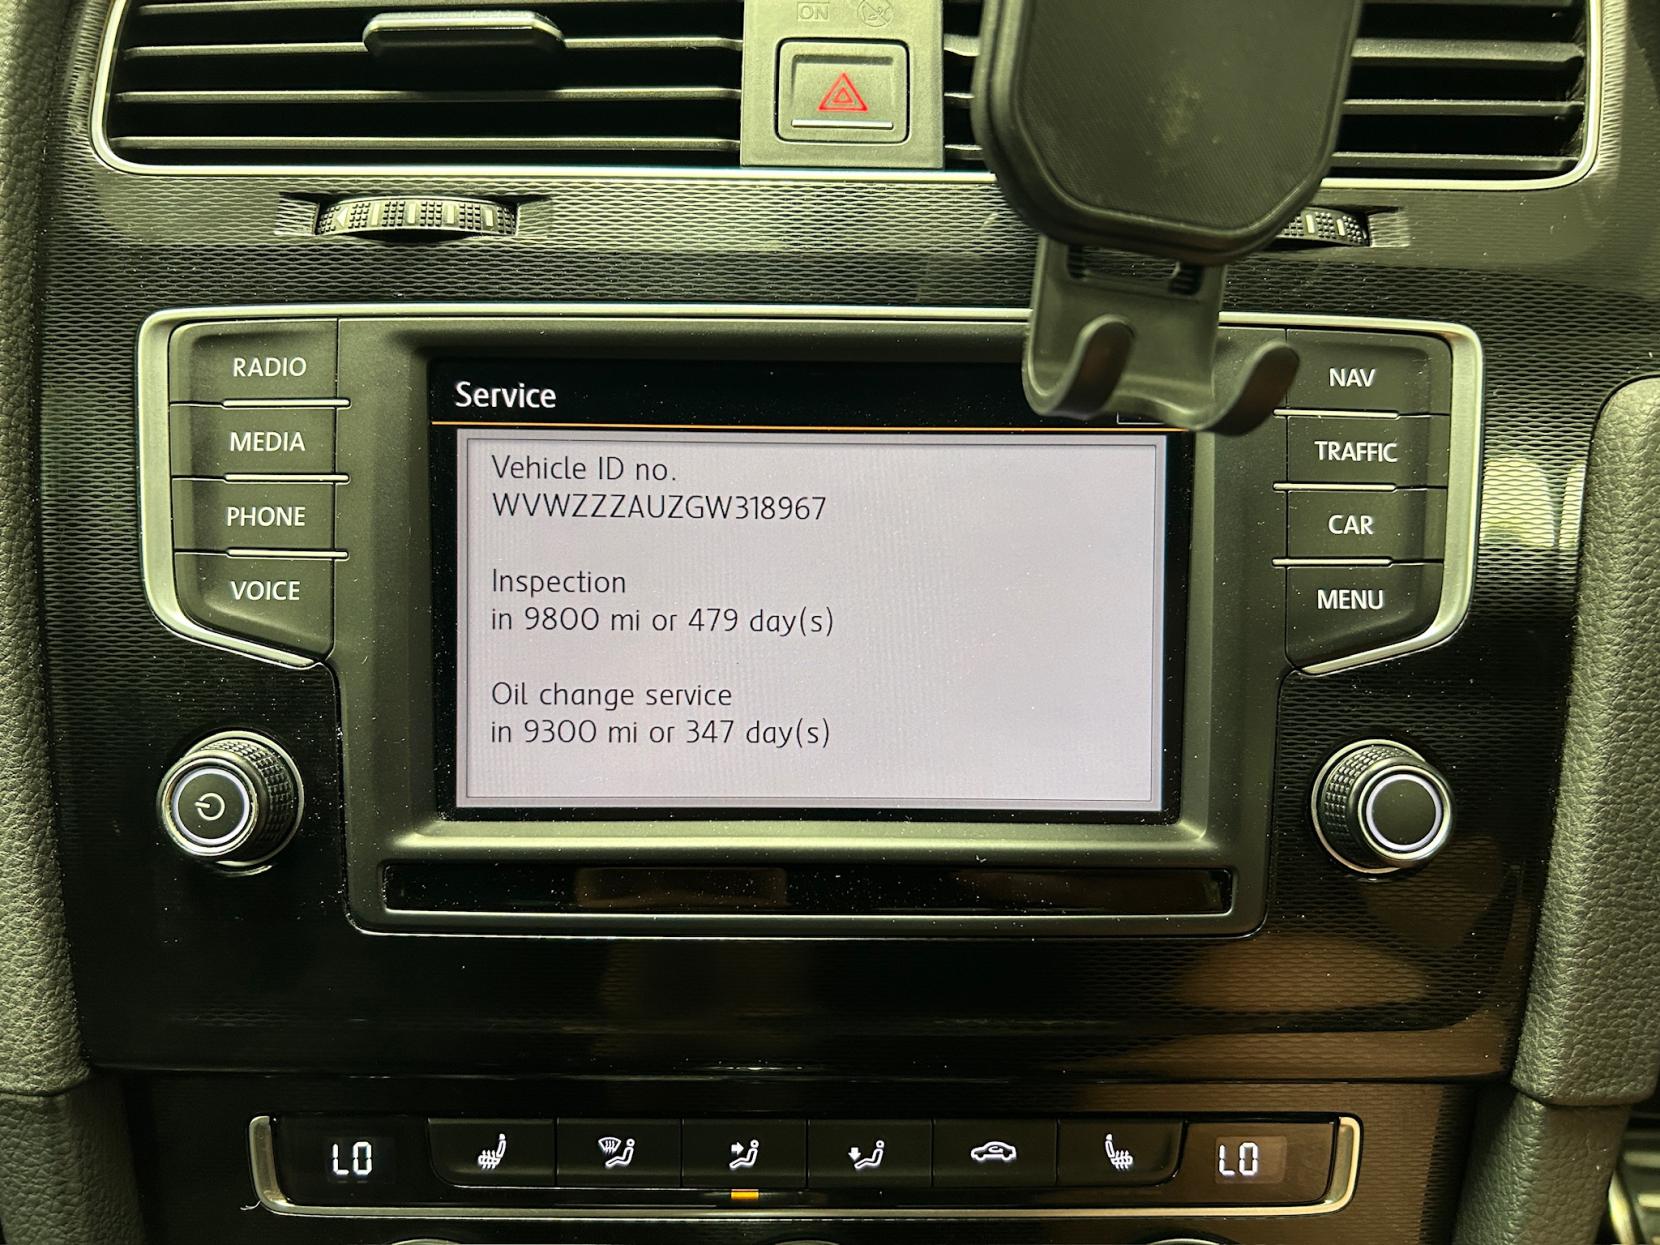 ON
RADIO
MEDIA
PHONE
VOICE
Service
Vehicle ID no.
WVWZZZAUZGW318967
Inspection
in 9800 mi or 479 day(s)
Oil change service
in 9300 mi or 347 day(s)
NAV
TRAFFIC
CAR
MENU
LO
LO